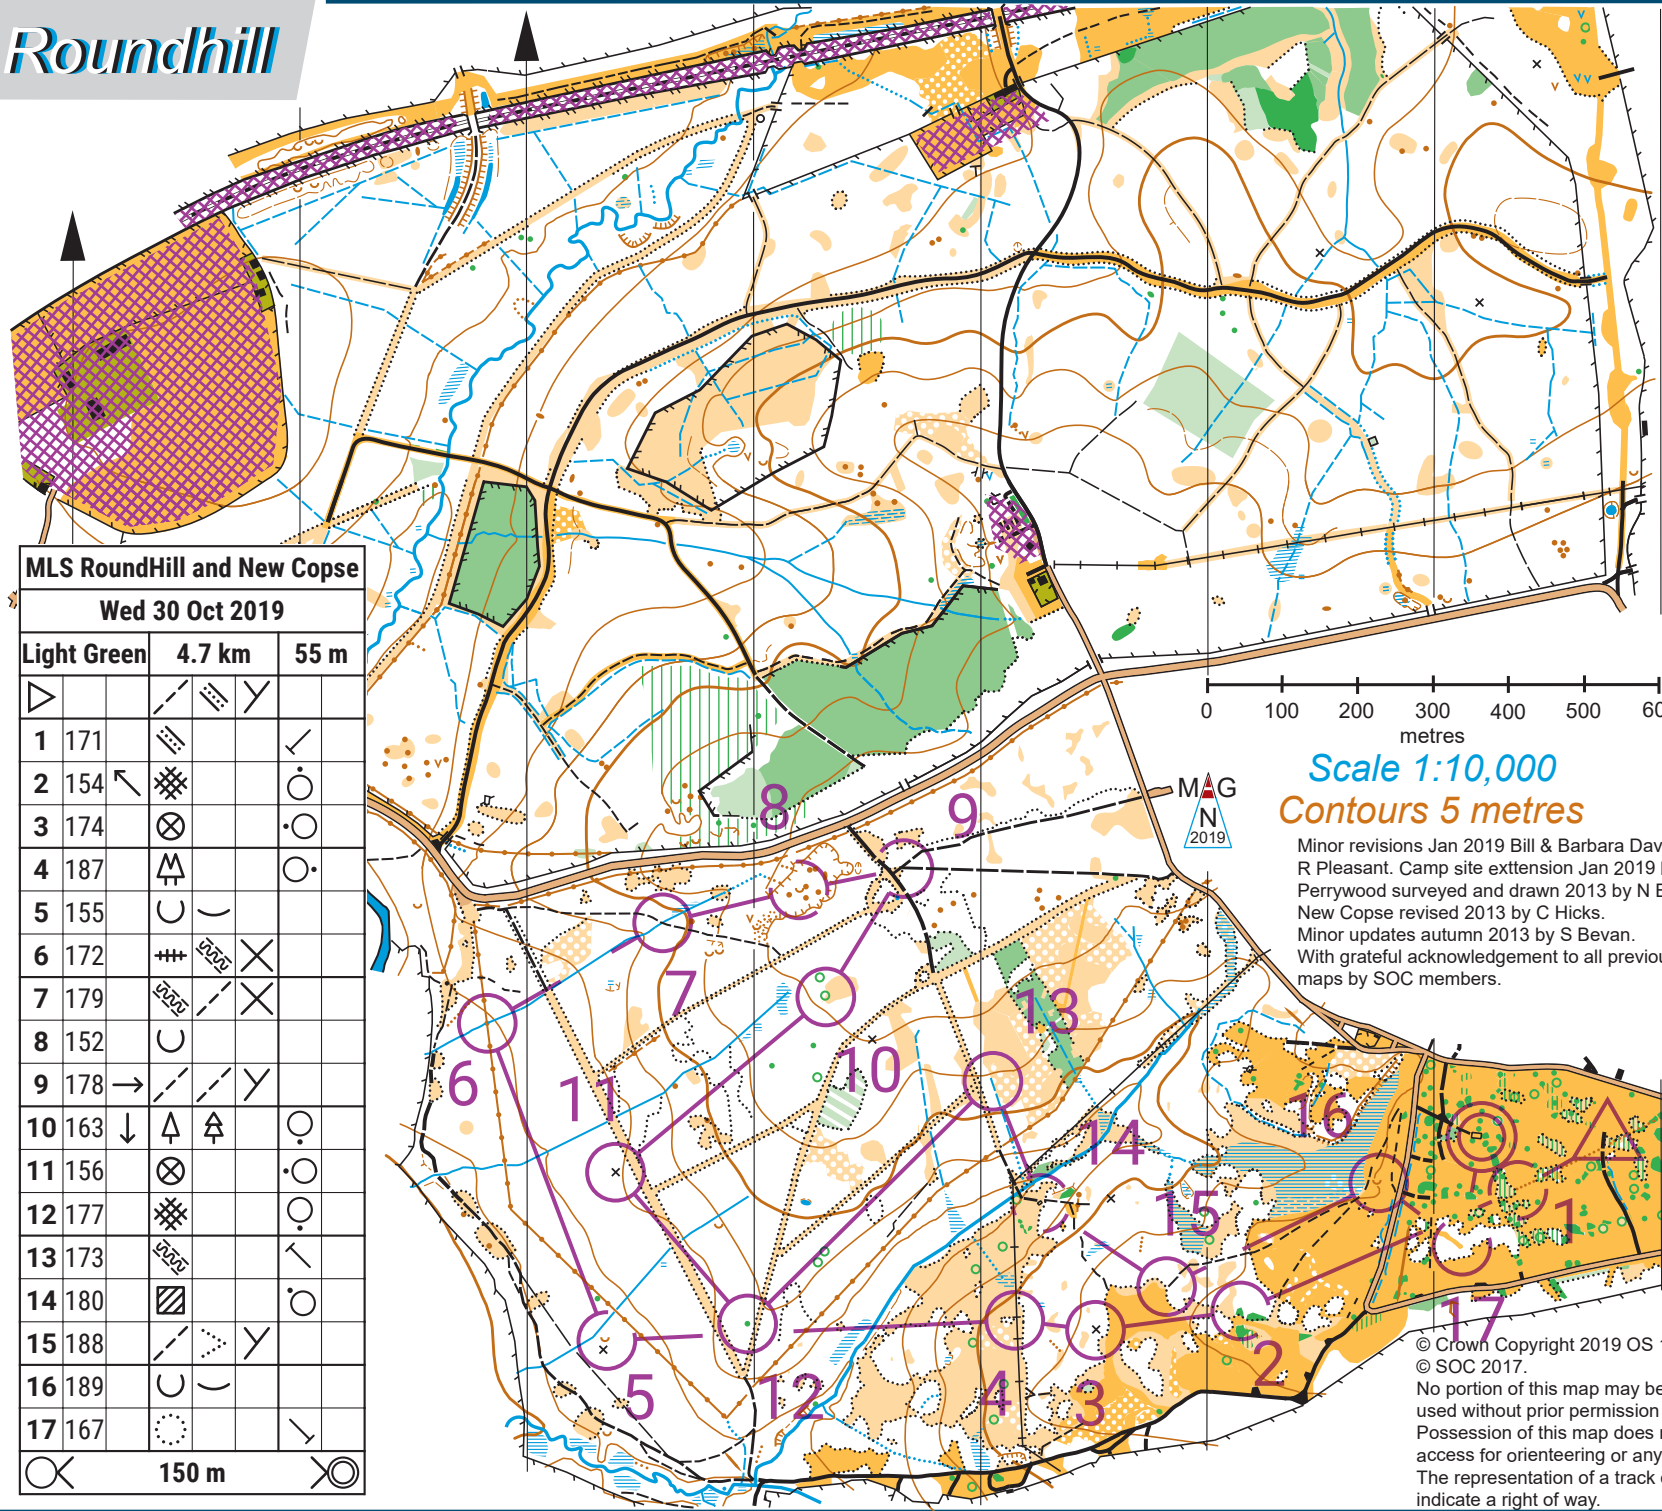 Roundhill
MLS RoundHill and New Copse
Wed 30 Oct 2019
Light Green 4.7 km 55 m
1 171
2 154
3 174
4 187
5 155
6 172
7 179
8 152
9 178
10 163
11 156
12 177
13 173
14 180
15 188
16 189
17 167
150 m
8
9
7
13
6
11
10
14
16
15
1
17
2
5
12
4
3
0 100 200 300 400 500
metres
Scale 1:10,000
Contours 5 metres
M G
N
2019
Minor revisions Jan 2019 Bill & Barbara
R Pleasant. Camp site exttension Jan 2019
Perrywood surveyed and drawn 2013 by N
New Copse revised 2013 by C Hicks.
Minor updates autumn 2013 by S Bevan.
With grateful acknowledgement to all
maps by SOC members.
© Crown Copyright 2019 OS
© SOC 2017.
No portion of this map may be
used without prior permission
Possession of this map does
access for orienteering or any
The representation of a track
indicate a right of way.